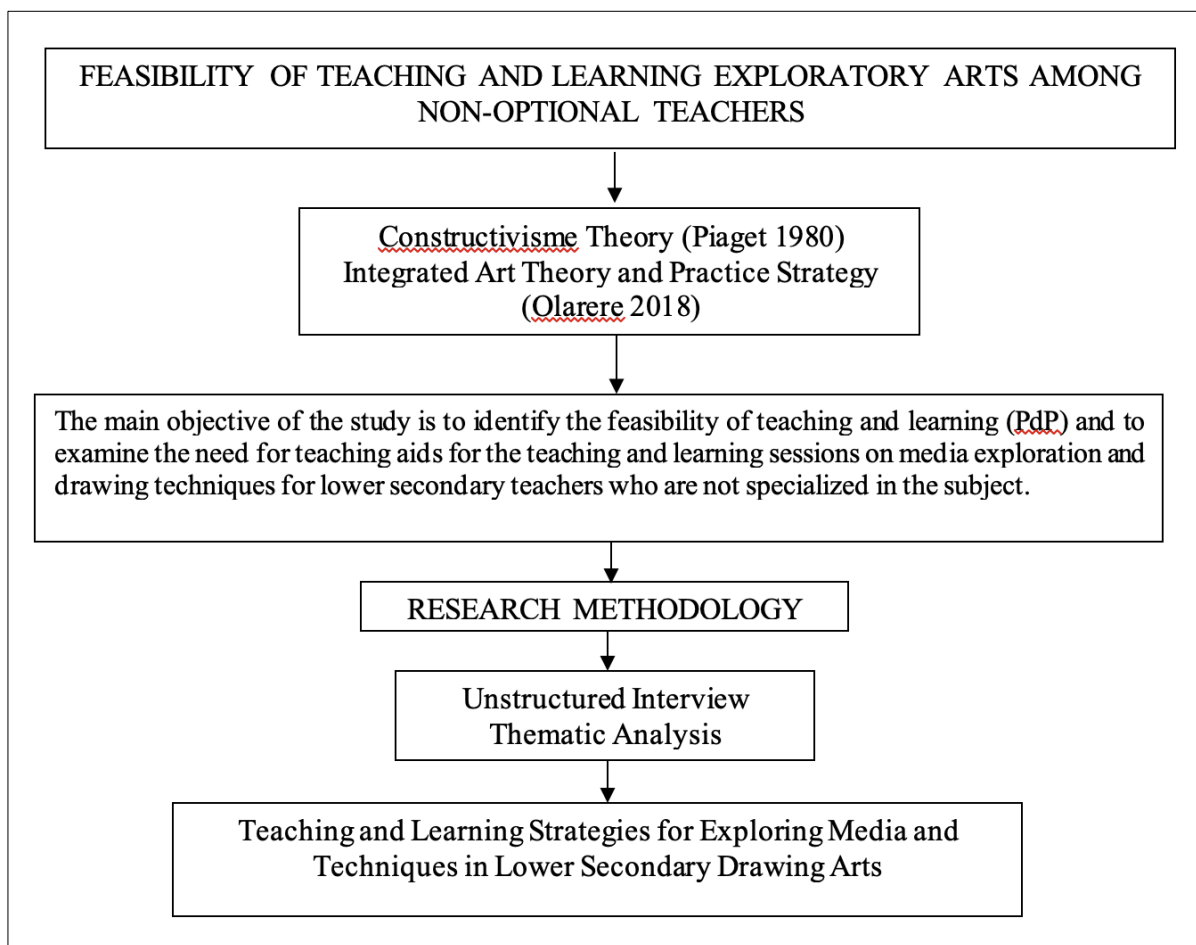 FEASIBILITY OF TEACHING AND LEARNING EXPLORATORY ARTS AMONG
NON-OPTIONAL TEACHERS
Constructivisme Theory (Piaget 1980)
Integrated Art Theory and Practice Strategy
(Olarere 2018)
The main objective of the study is to identify the feasibility of teaching and learning (PdP) and to
examine the need for teaching aids for the teaching and learning sessions on media exploration and
drawing techniques for lower secondary teachers who are not specialized in the subject.
RESEARCH METHODOLOGY
Unstructured Interview
Thematic Analysis
Teaching and Learning Strategies for Exploring Media and
Techniques in Lower Secondary Drawing Arts